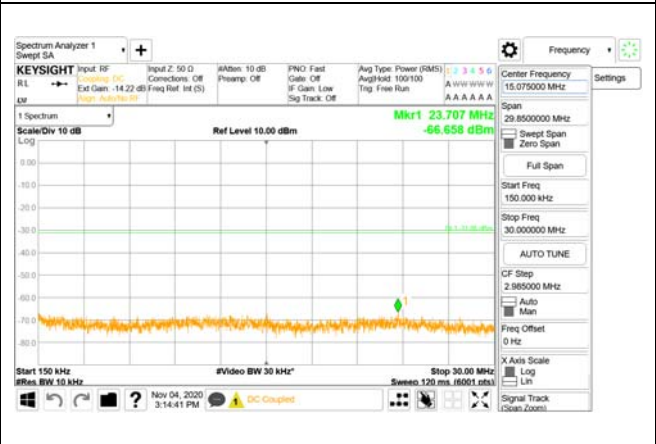 Spectrum Analyzer 1
Swept SA
Frequency
KEYSIGHT
Input: RF
Coupling: DC
Ext Gain: -14.22 dB
Align: Auto/No RF
Input Z: 50 Ω
Corrections: Off
Freq Ref: Int (S)
#Atten: 10 dB
Preamp: Off
PNO: Fast
Gate: Off
IF Gain: Low
Sig Track: Off
Avg Type: Power (RMS)
Avg|Hold: 100/100
Trig: Free Run
1 2 3 4 5 6
A W W W W W
A A A A A A
1 Spectrum
Mkr1 23.707 MHz
Scale/Div 10 dB
Ref Level 10.00 dBm
-66.658 dBm
Log
0.00
-10.0
-20.0
-30.0
-40.0
-50.0
-60.0
-70.0
-80.0
1
Start 150 kHz
#Video BW 30 kHz*
Stop 30.00 MHz
#Res BW 10 kHz
Sweep 120 ms (6001 pts)
Nov 04, 2020
3:14:41 PM
DC Coupled
Center Frequency
15.075000 MHz
Settings
Span
29.8500000 MHz
Swept Span
Zero Span
Full Span
Start Freq
150.000 kHz
Stop Freq
30.000000 MHz
AUTO TUNE
CF Step
2.985000 MHz
Auto
Man
Freq Offset
0 Hz
X Axis Scale
Log
Lin
Signal Track
(Span Zoom)